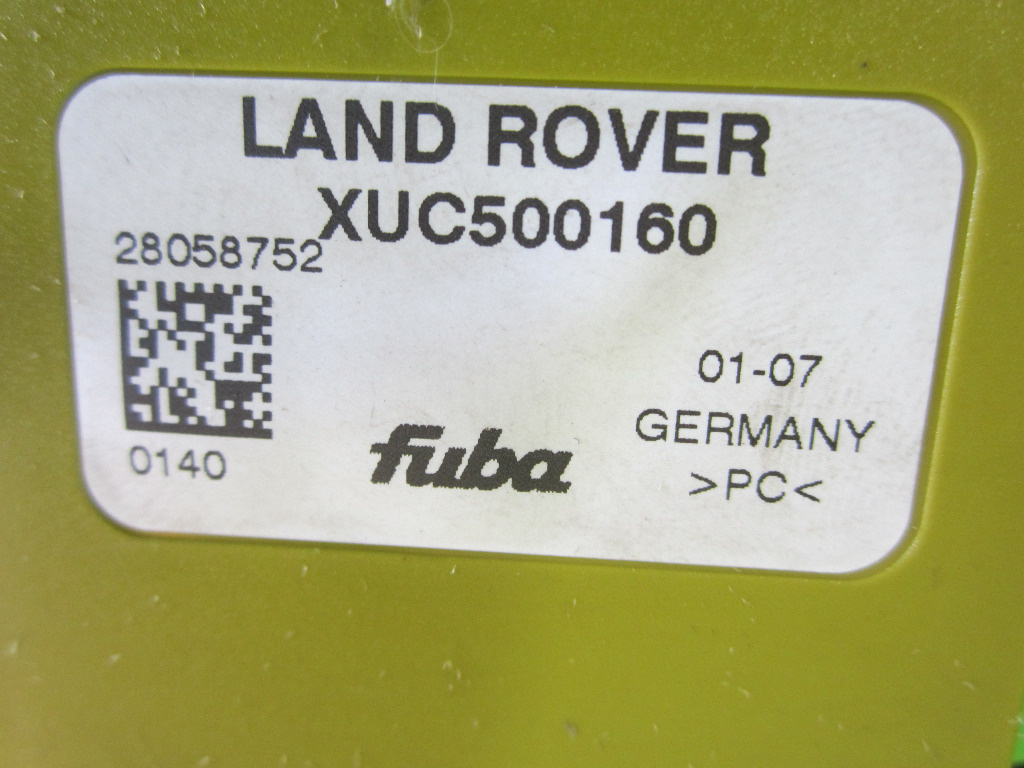 LAND ROVER
XUC500160
28058752
0140
fuba
01-07
GERMANY
>PC<